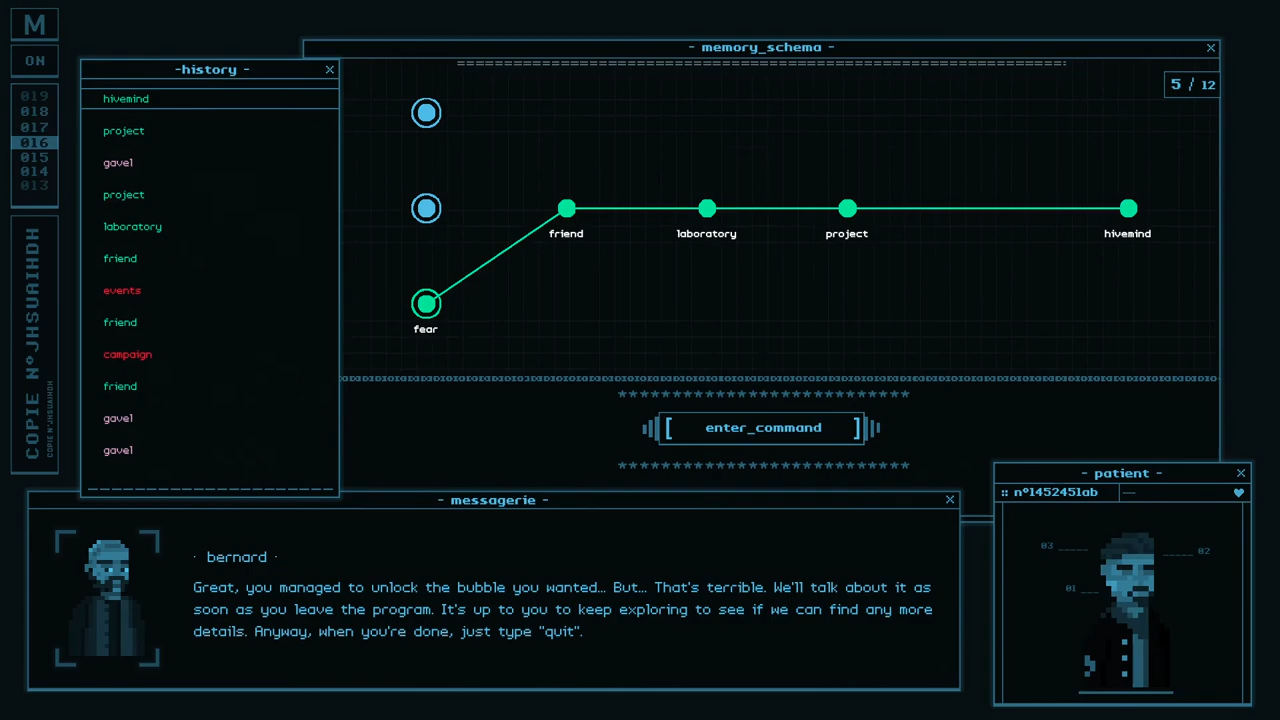 M
ON
019
018
017
016
015
014
013
COPIE N°JHSUAIHDH
COPIE N°JHSUAIHDH
-history -
hivemind
project
gavel
project
laboratory
friend
events
friend
campaign
friend
gavel
gavel
- memory_schema -
5 / 12
friend
laboratory
project
hivemind
fear
[ enter_command ]
- messagerie -
· bernard ·
Great, you managed to unlock the bubble you wanted... But... That's terrible. We'll talk about it as
soon as you leave the program. It's up to you to keep exploring to see if we can find any more
details. Anyway, when you're done, just type "quit".
- patient -
:: n°1452451ab
03
02
01